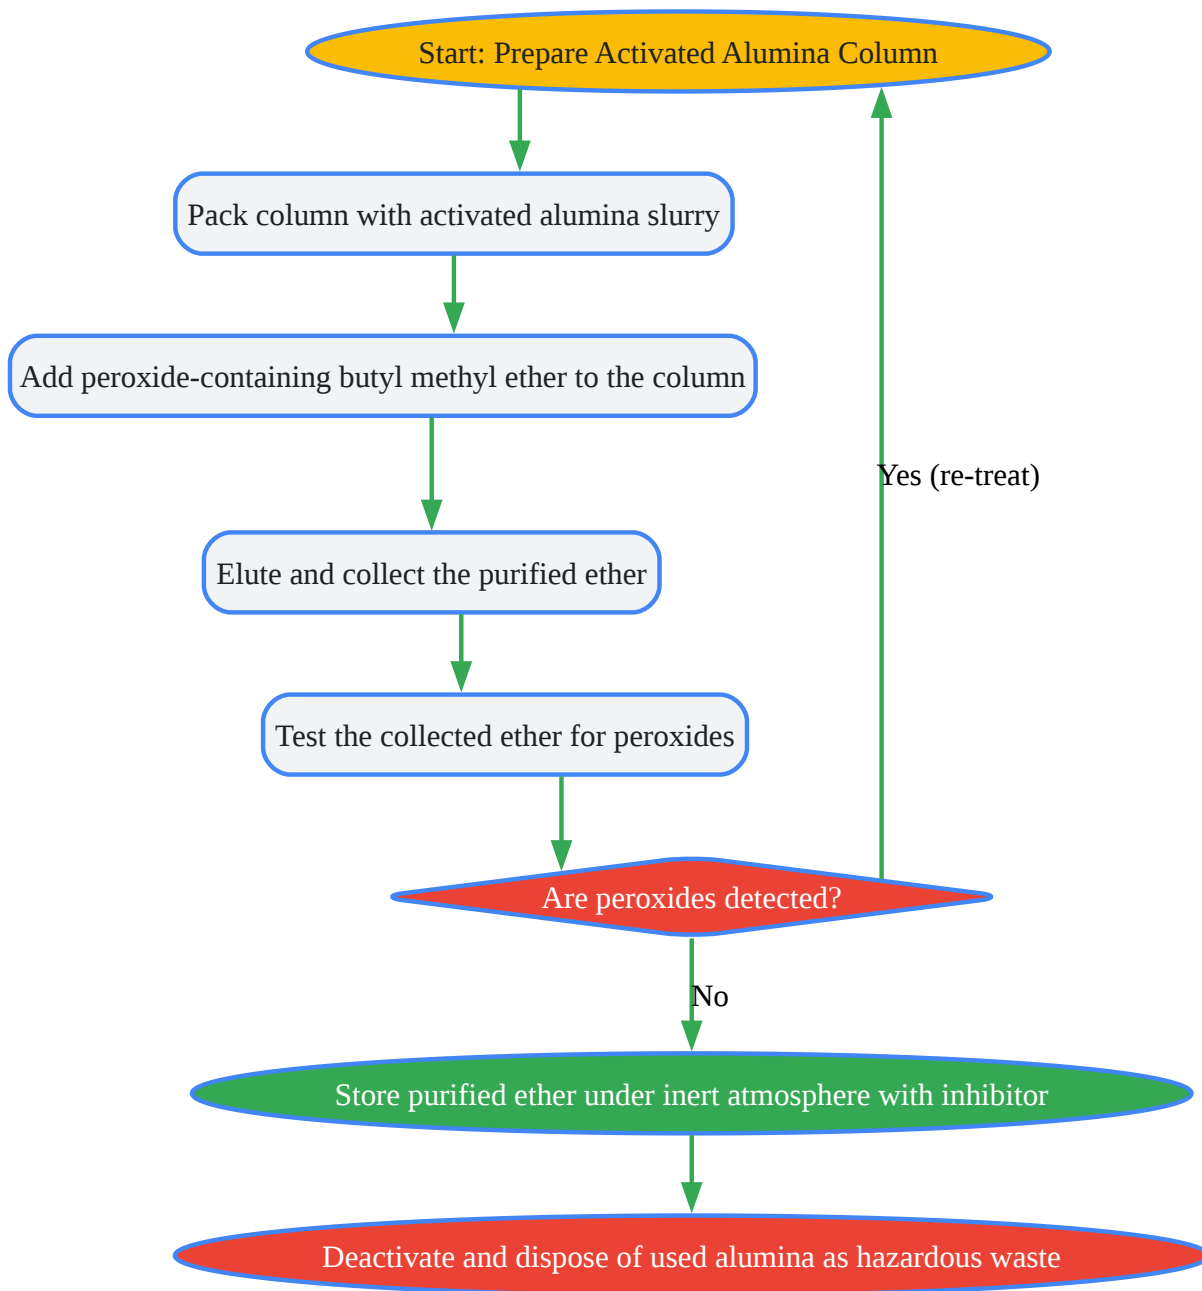 Start: Prepare Activated Alumina Column
Pack column with activated alumina slurry
Add peroxide-containing butyl methyl ether to the column
Yes (re-treat)
Elute and collect the purified ether
Test the collected ether for peroxides
Are peroxides detected?
No
Store purified ether under inert atmosphere with inhibitor
Deactivate and dispose of used alumina as hazardous waste